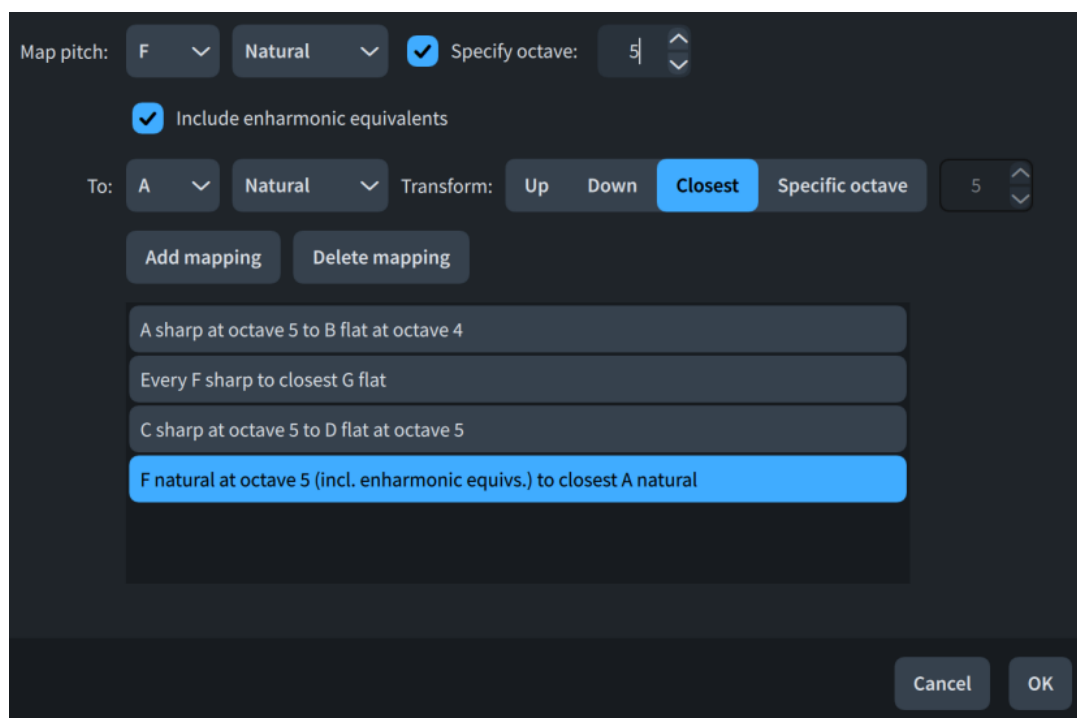 Map pitch: F Natural Specify octave: 5
Include enharmonic equivalents
To: A Natural Transform: Up Down Closest Specific octave 5
Add mapping Delete mapping
A sharp at octave 5 to B flat at octave 4
Every F sharp to closest G flat
C sharp at octave 5 to D flat at octave 5
F natural at octave 5 (incl. enharmonic equivs.) to closest A natural
Cancel OK